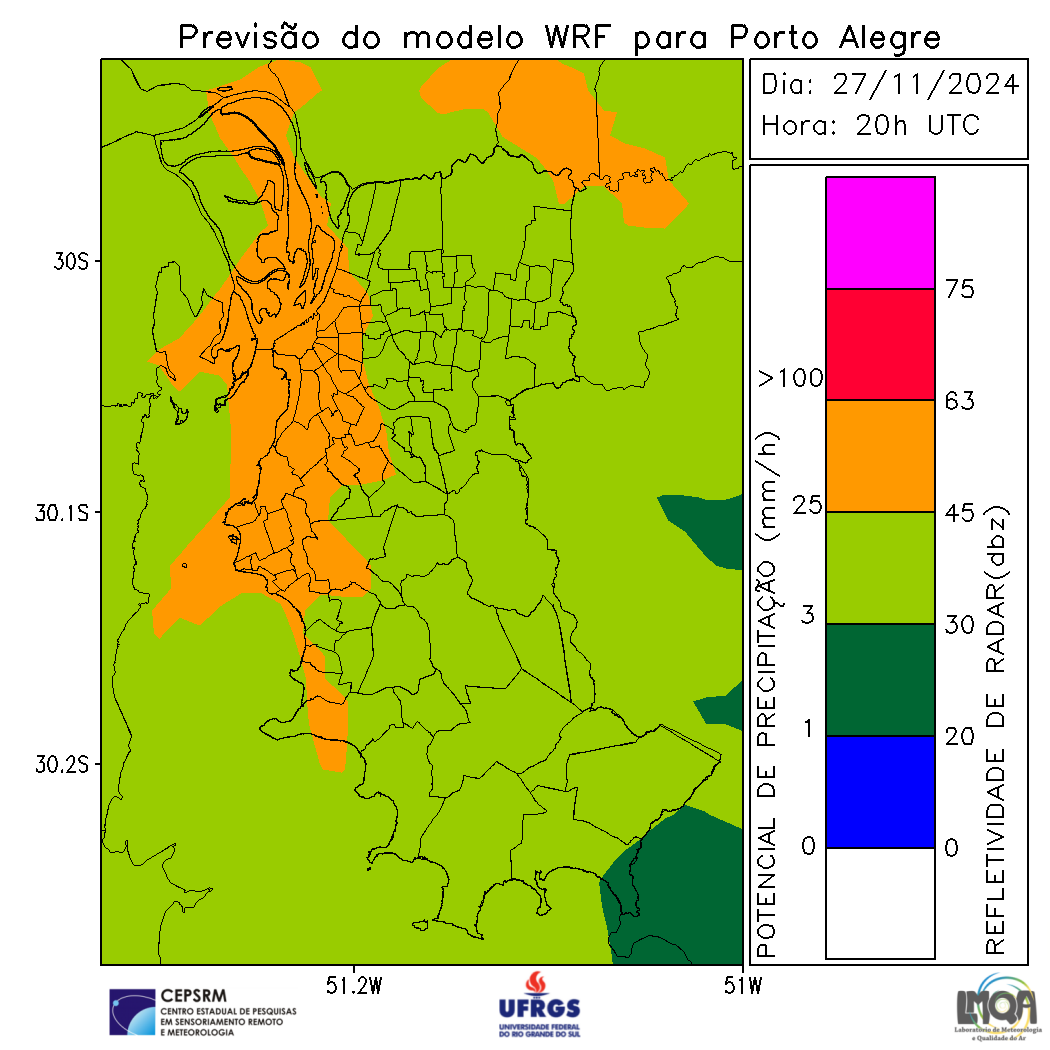 Previsão do modelo WRF para Porto Alegre
Dia: 27/11/2024
Hora: 20h UTC
30S
30.1S
30.2S
51.2W
51W
POTENCIAL DE PRECIPITAÇÃO (mm/h)
>100
25
3
1
0
75
63
45
30
20
0
REFLETIVIDADE DE RADAR(dbz)
CEPSRM
CENTRO ESTADUAL DE PESQUISAS
EM SENSORIAMENTO REMOTO
E METEOROLOGIA
UFRGS
UNIVERSIDADE FEDERAL
DO RIO GRANDE DO SUL
LMQA
Laboratório de Meteorologia
e Qualidade do Ar